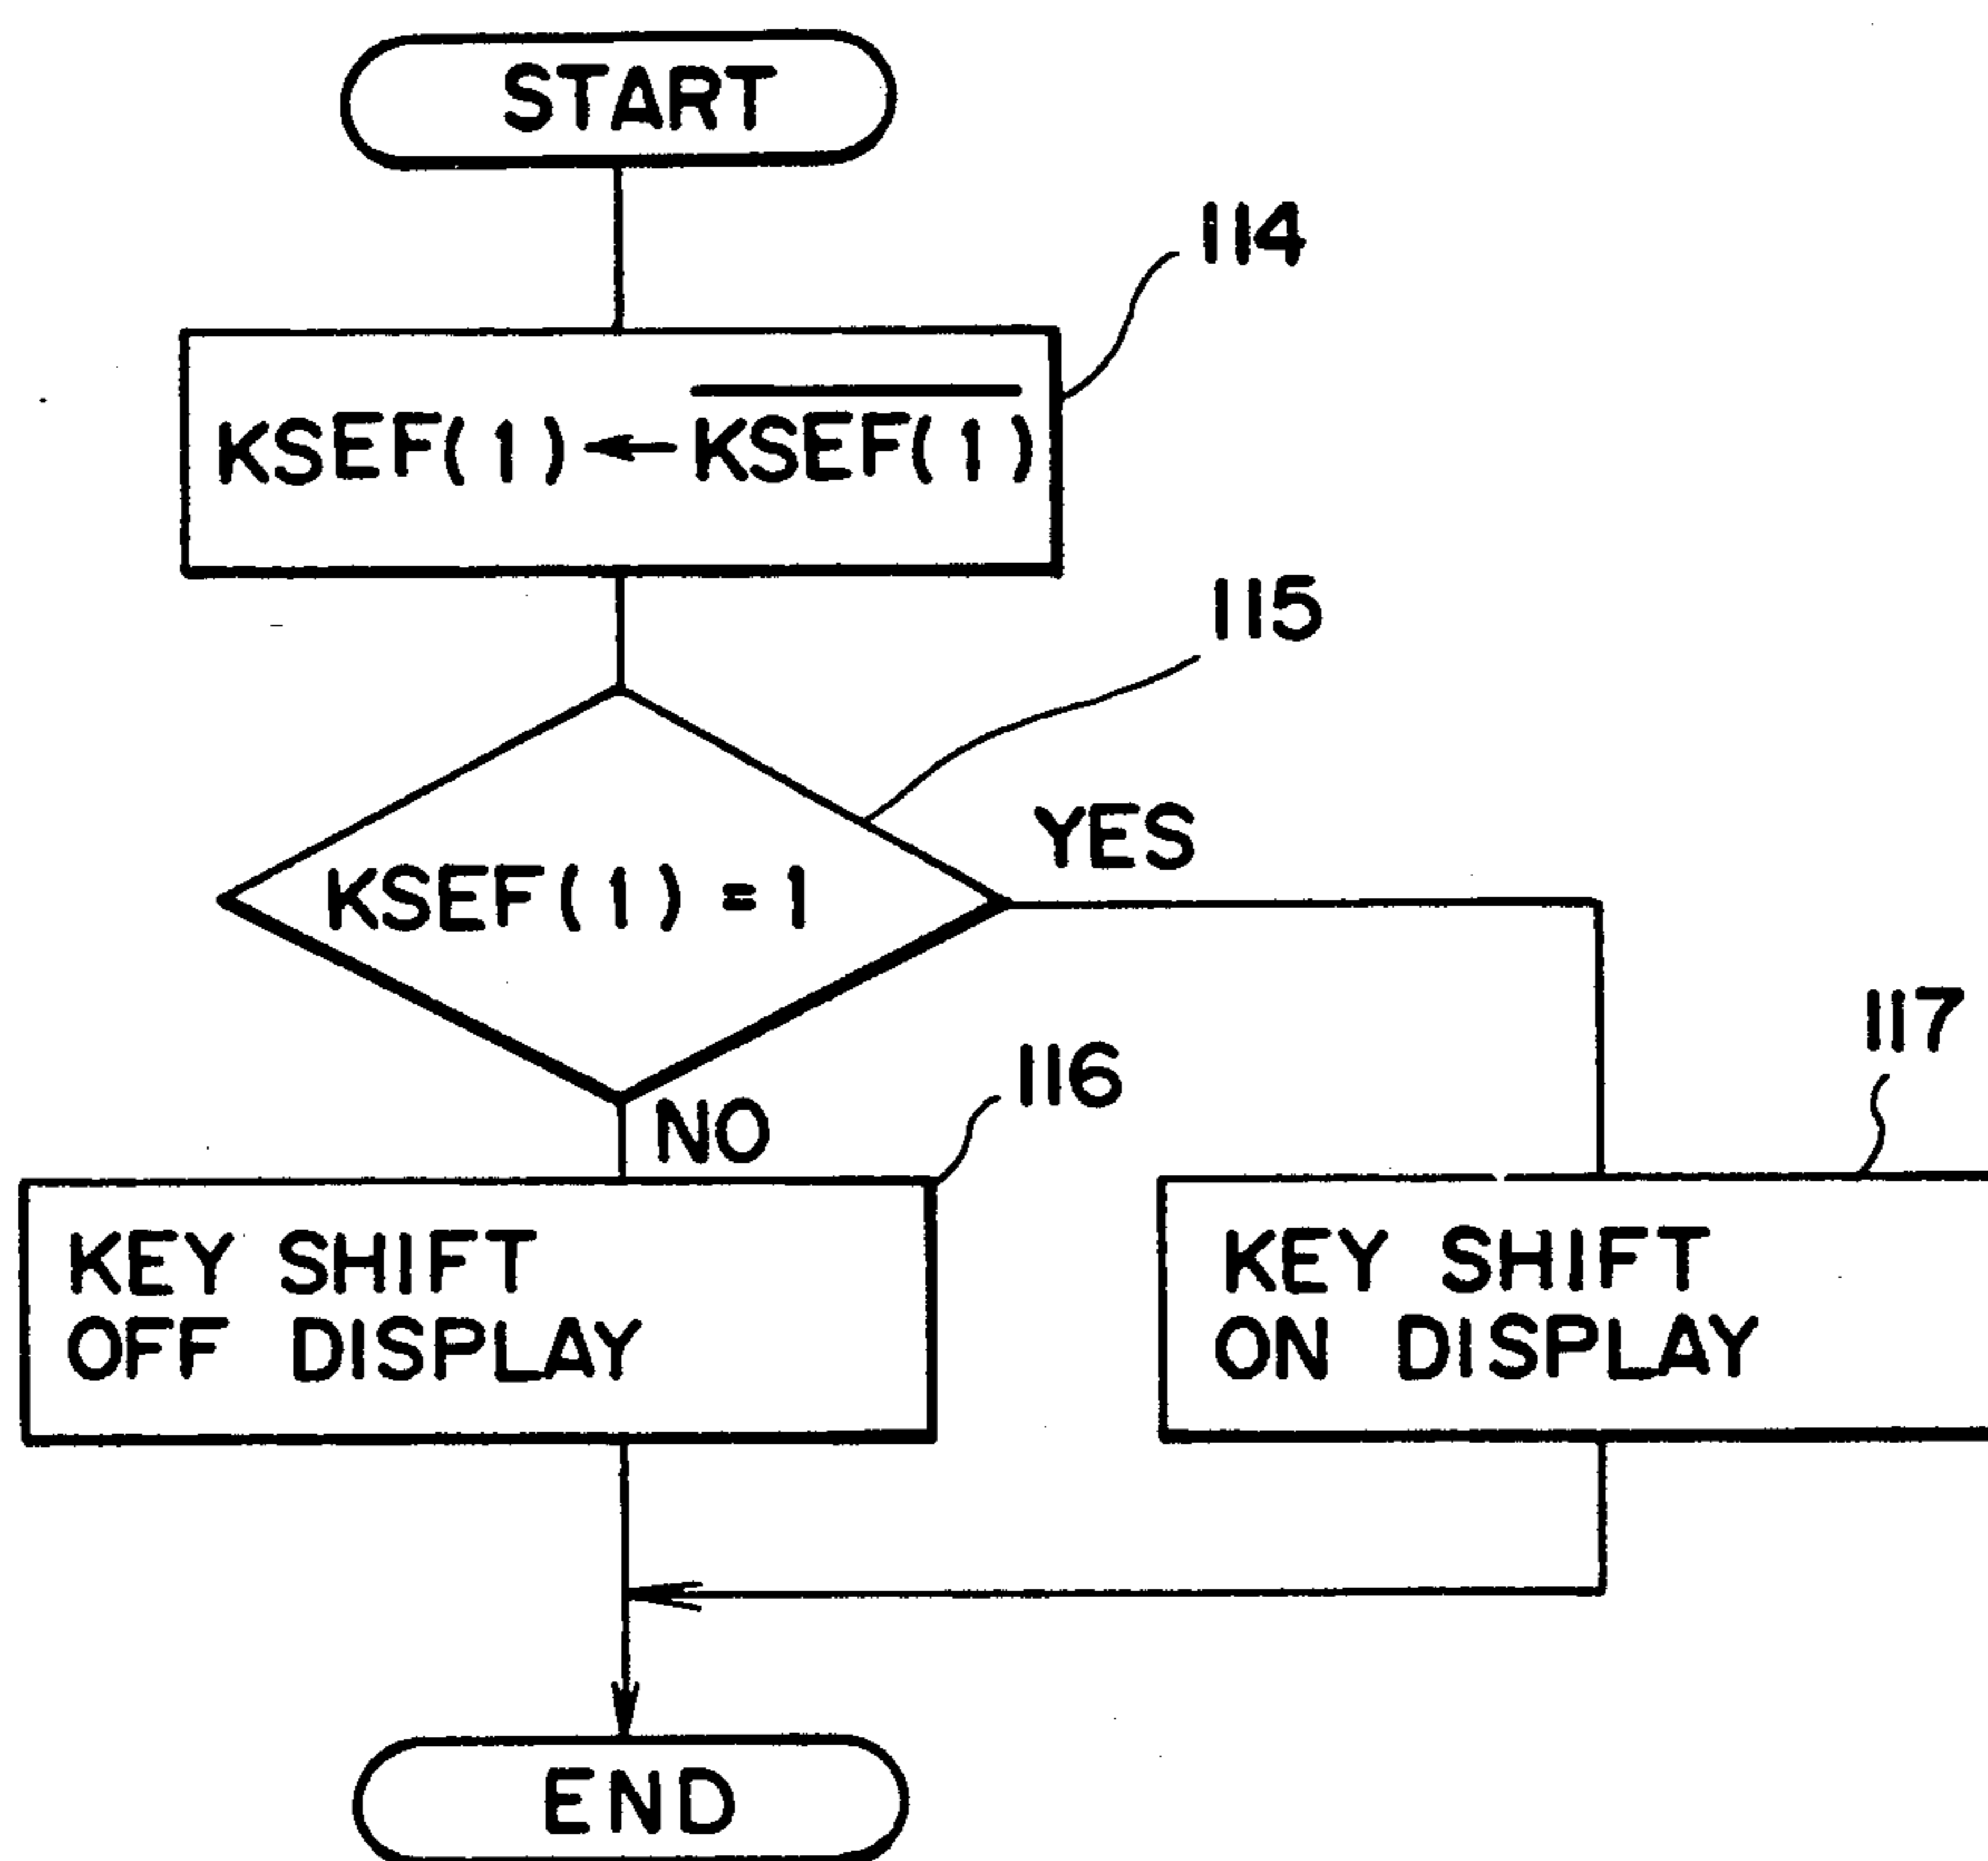 START
114
KSEF(1) ← \overline{KSEF(1)}
115
KSEF(1) = 1
YES
NO
116
117
KEY SHIFT
OFF DISPLAY
KEY SHIFT
ON DISPLAY
END